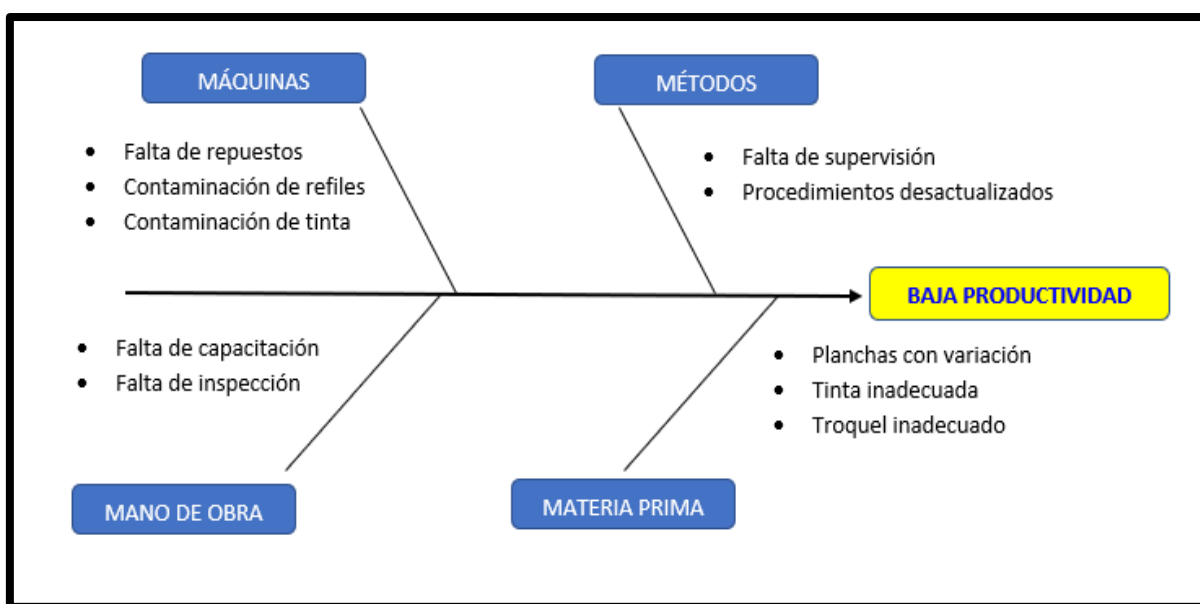 MÁQUINAS
MÉTODOS
• Falta de repuestos
• Contaminación de refiles
• Contaminación de tinta
• Falta de supervisión
• Procedimientos desactualizados
BAJA PRODUCTIVIDAD
• Falta de capacitación
• Falta de inspección
• Planchas con variación
• Tinta inadecuada
• Troquel inadecuado
MANO DE OBRA
MATERIA PRIMA